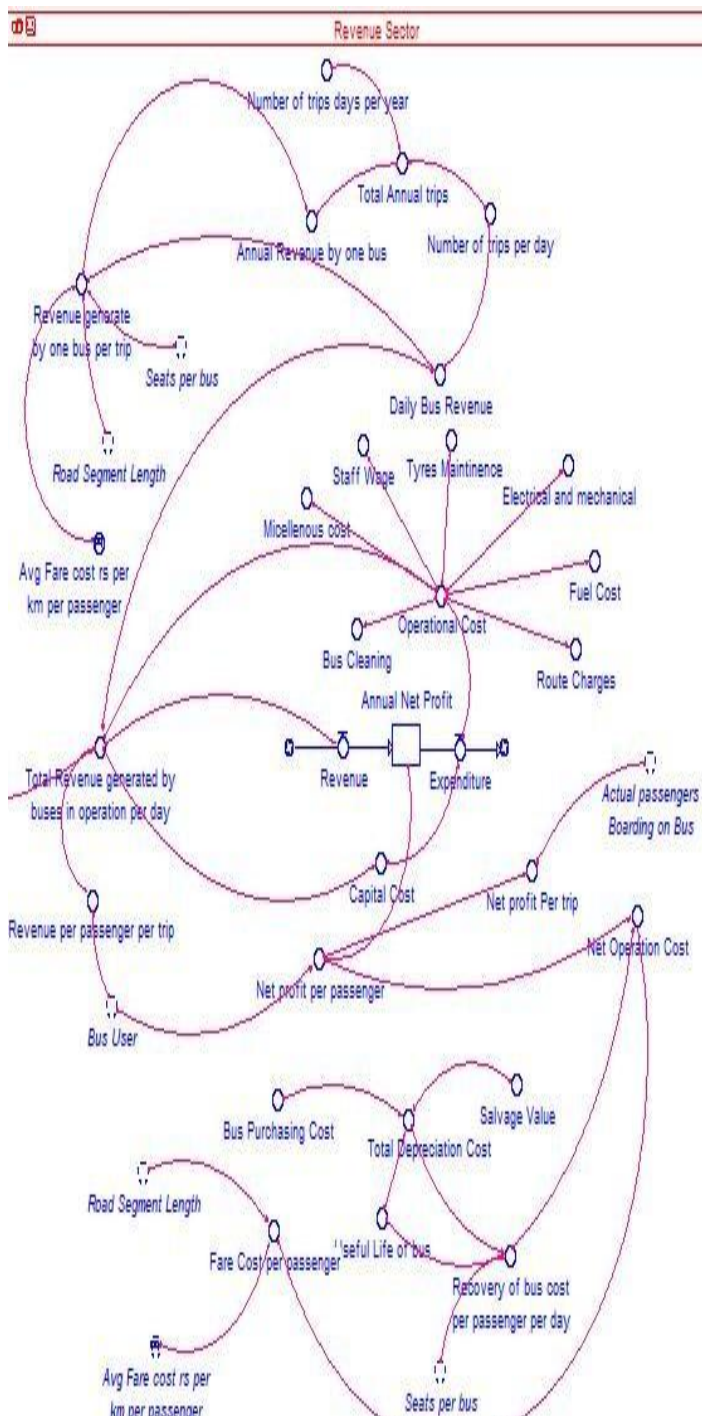 Revenue Sector
Number of trips days per year
Total Annual trips
Annual Revenue by one bus
Number of trips per day
Revenue generate
by one bus per trip
Seats per bus
Daily Bus Revenue
Road Segment Length
Staff Wage
Tyres Maintinence
Electrical and mechanical
Micellenous cost
Avg Fare cost rs per
km per passenger
Fuel Cost
Operational Cost
Bus Cleaning
Route Charges
Annual Net Profit
Total Revenue generated by
buses in operation per day
Revenue
Expenditure
Actual passengers
Boarding on Bus
Capital Cost
Net profit Per trip
Revenue per passenger per trip
Net Operation Cost
Net profit per passenger
Bus User
Bus Purchasing Cost
Salvage Value
Total Depreciation Cost
Road Segment Length
Fare Cost per passenger
Useful Life of bus
Recovery of bus cost
per passenger per day
Avg Fare cost rs per
km per passenger
Seats per bus